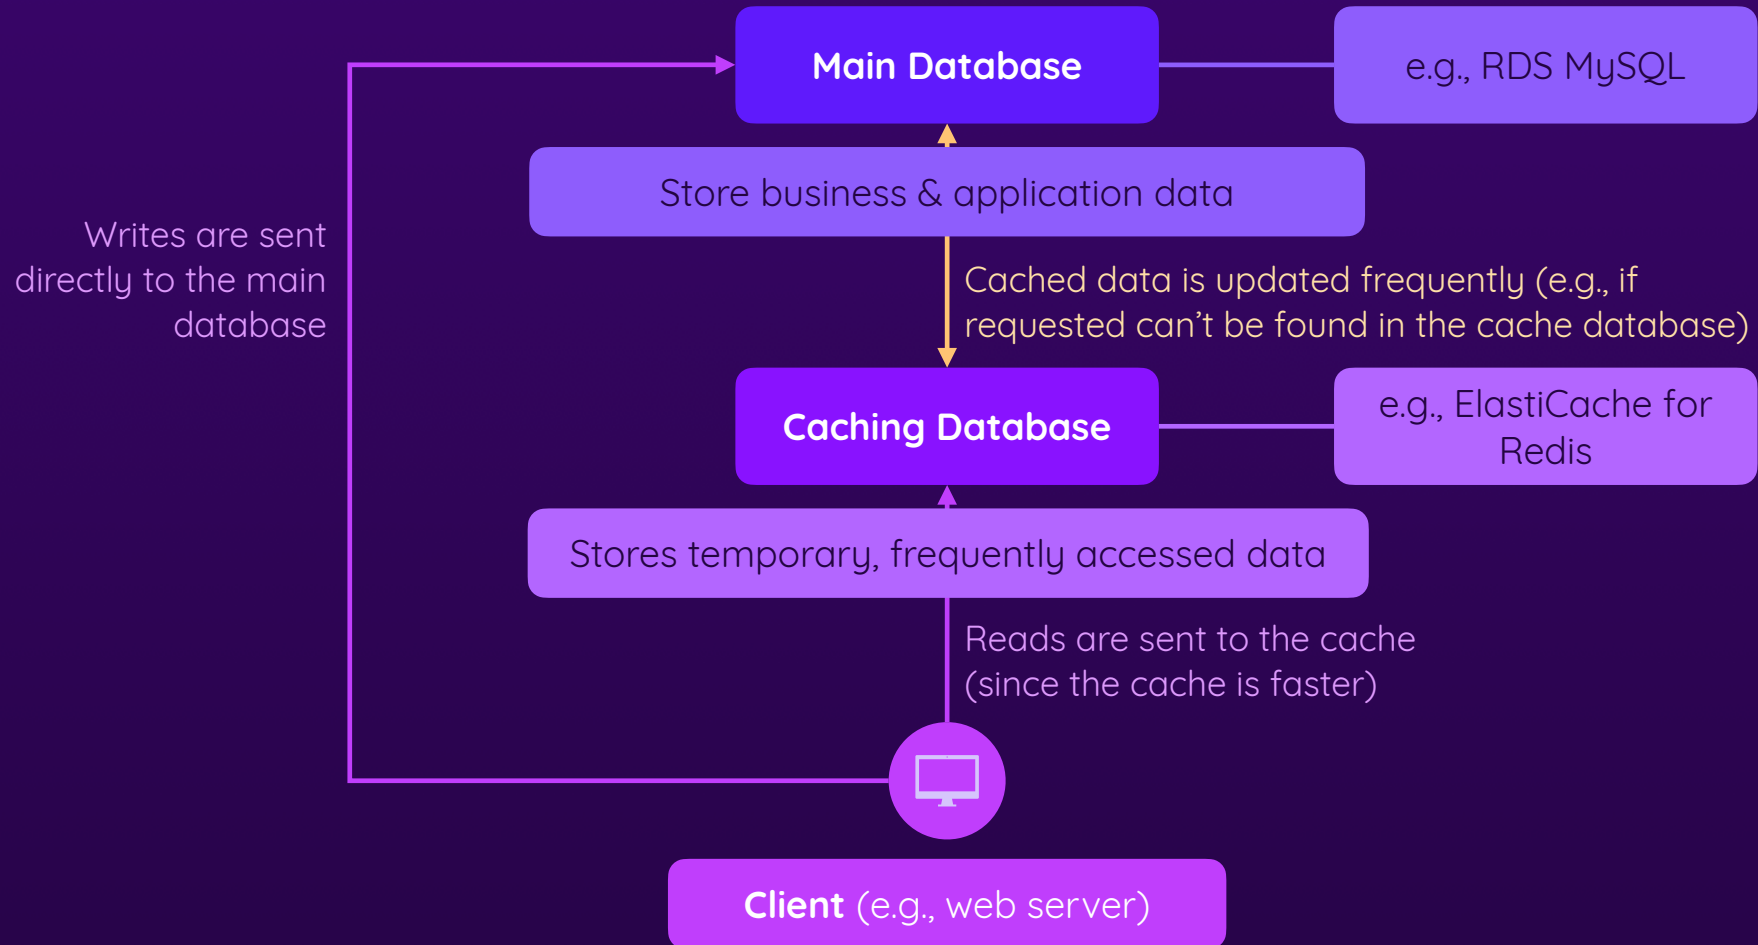 Main Database
e.g., RDS MySQL
Store business & application data
Writes are sent
directly to the main
database
Cached data is updated frequently (e.g., if
requested can’t be found in the cache database)
Caching Database
e.g., ElastiCache for
Redis
Stores temporary, frequently accessed data
Reads are sent to the cache
(since the cache is faster)
Client (e.g., web server)